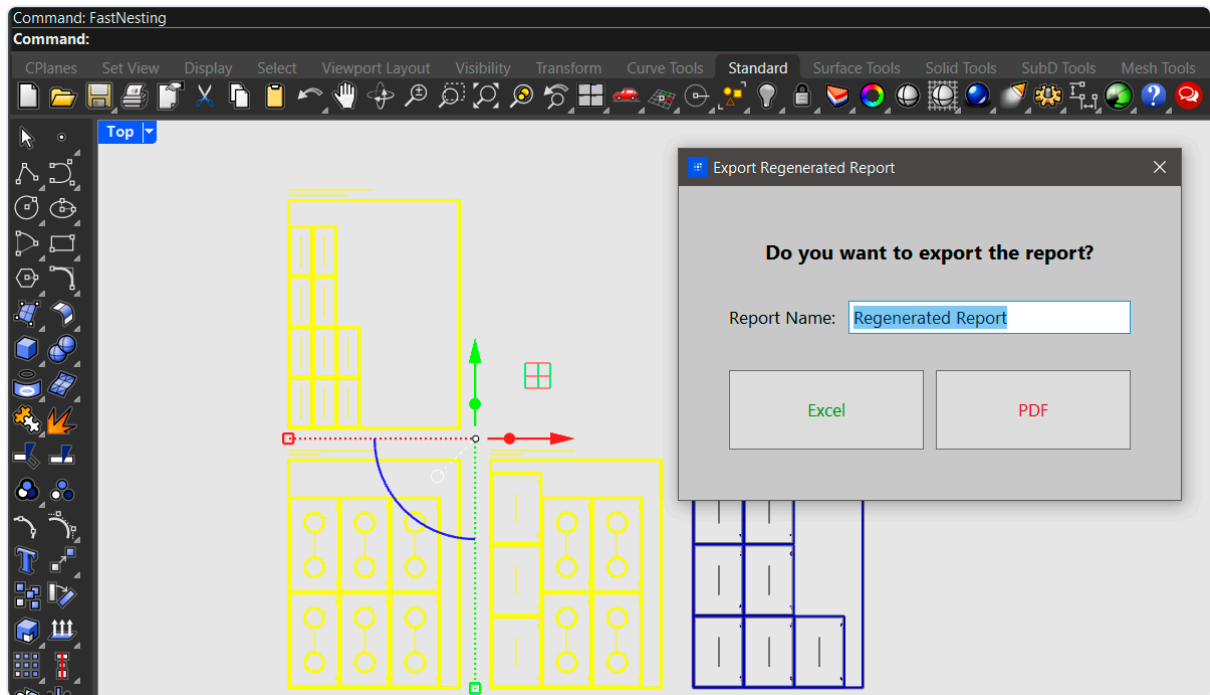 Command: FastNesting
Command:
CPlanes Set View Display Select Viewport Layout Visibility Transform Curve Tools Standard Surface Tools Solid Tools SubD Tools Mesh Tools
Top
Export Regenerated Report
Do you want to export the report?
Report Name: Regenerated Report
Excel PDF